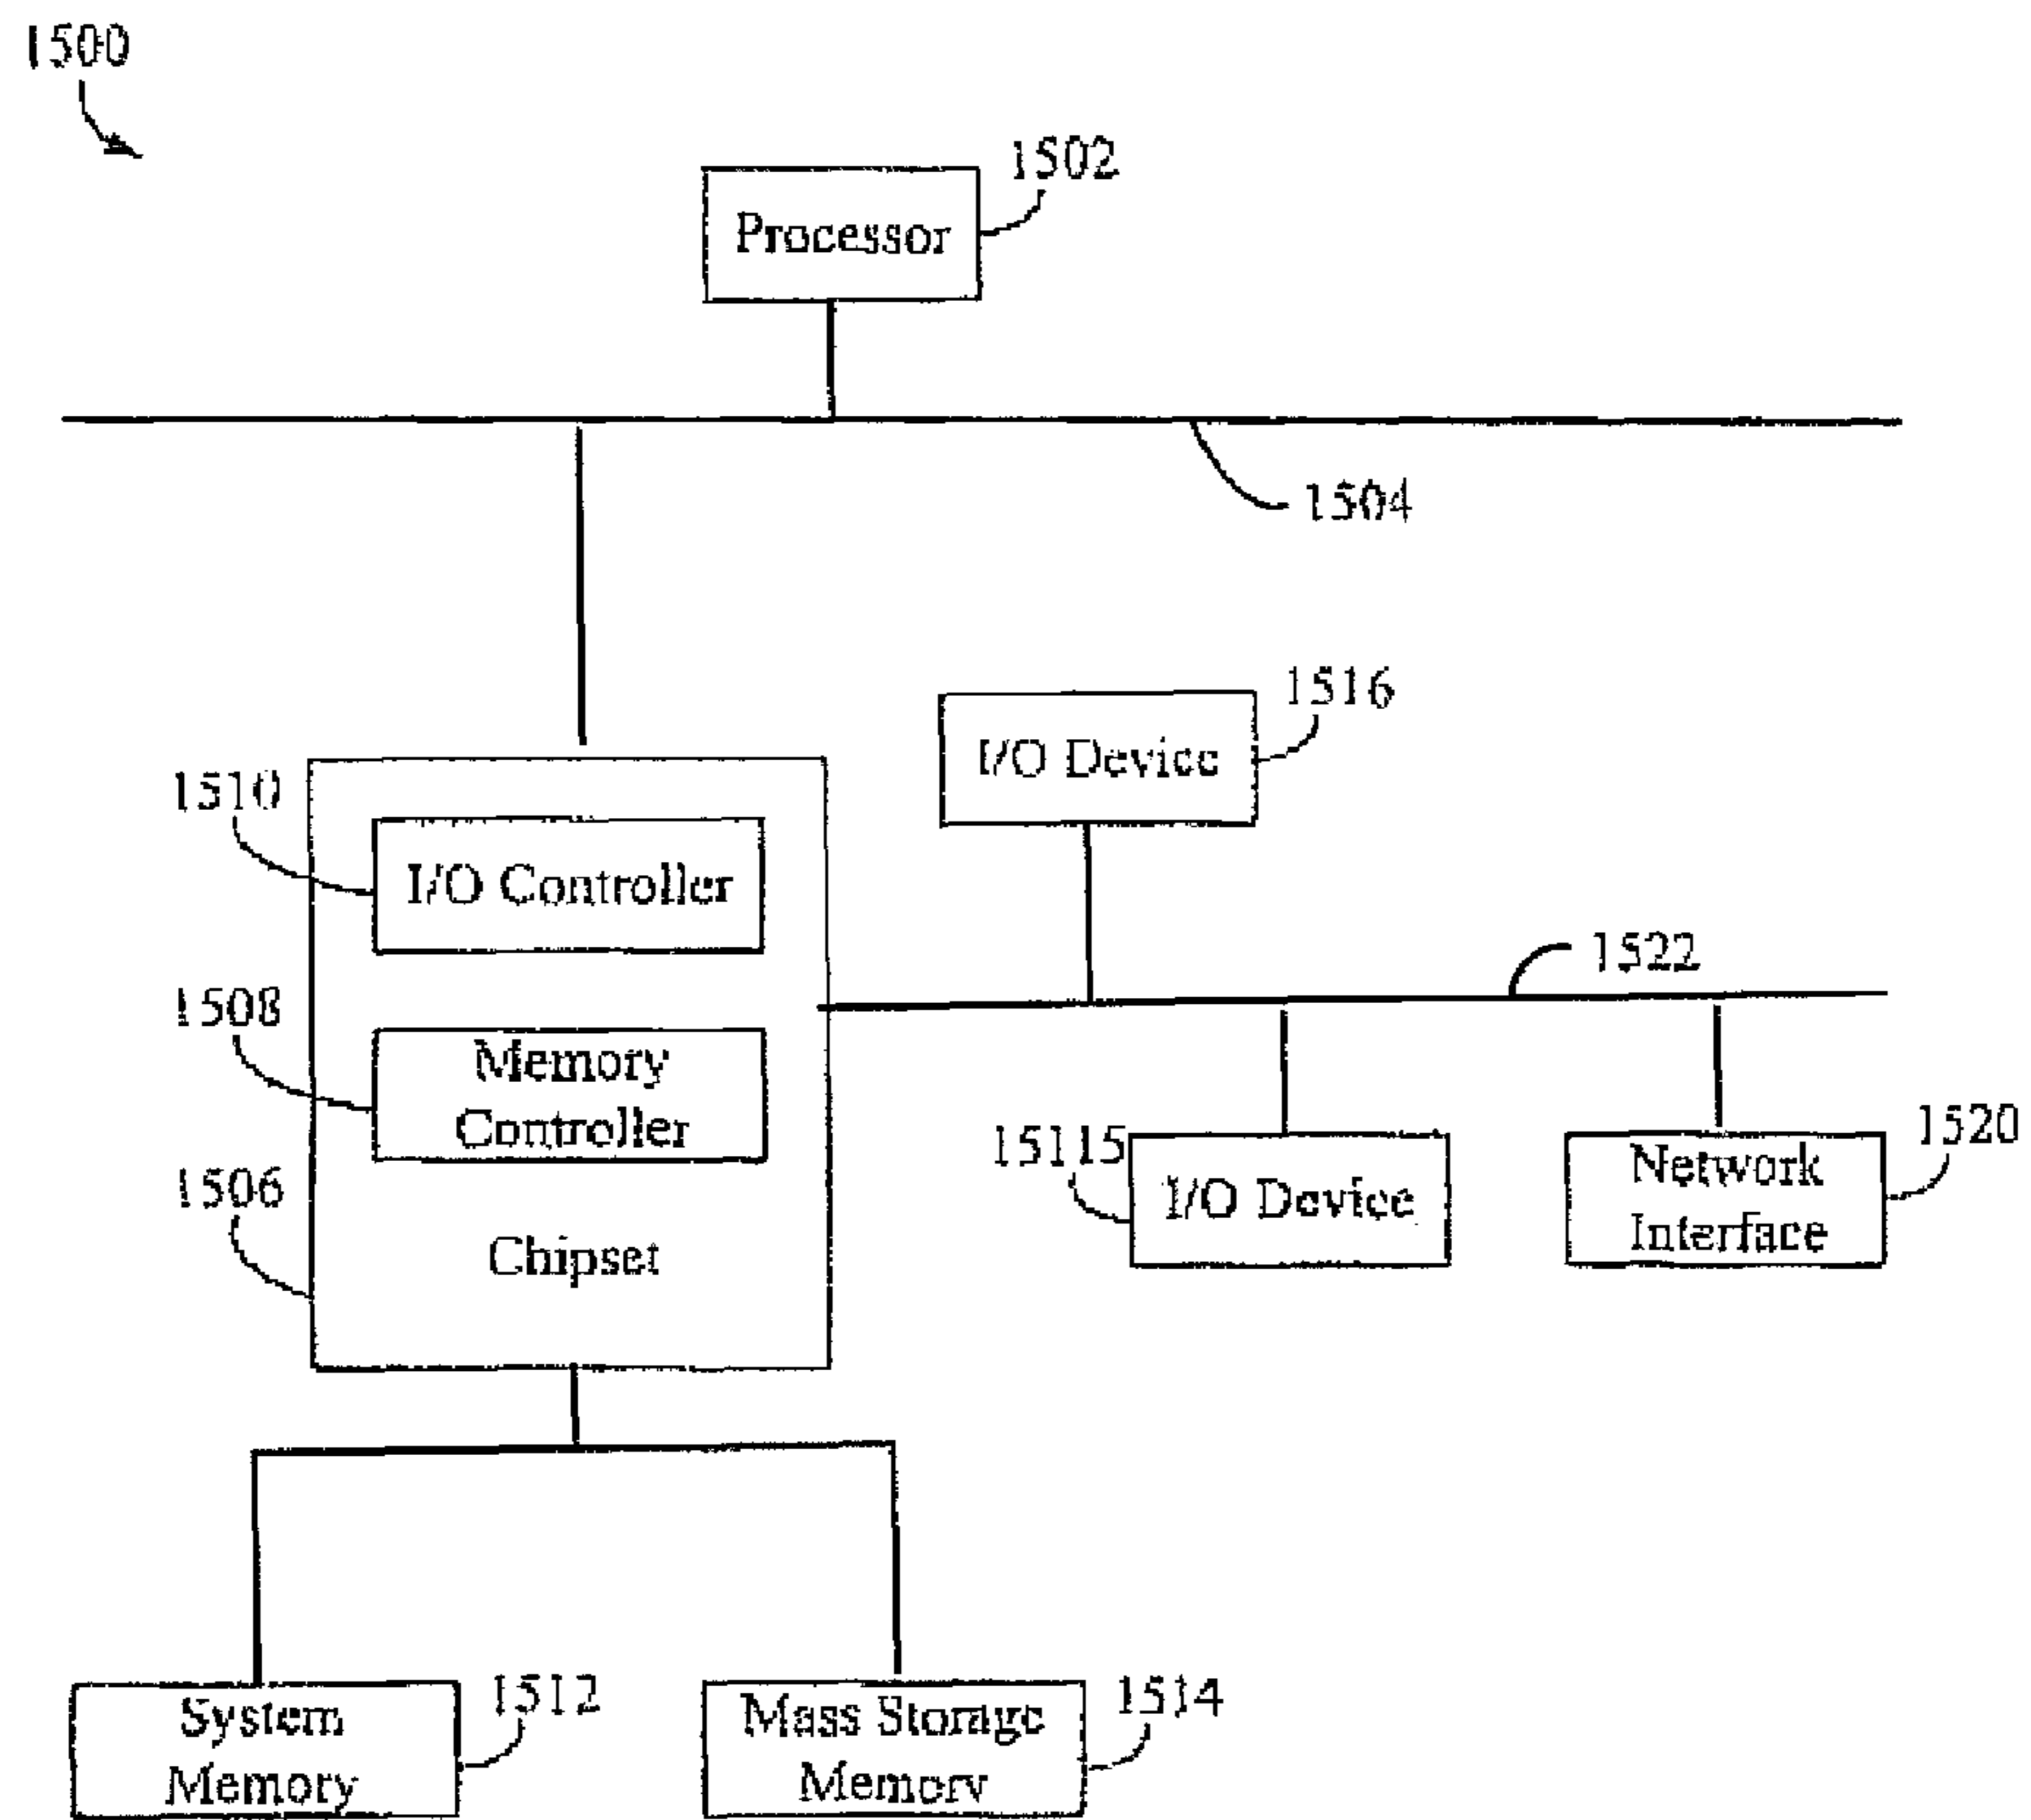 1500
1502
Processor
1504
1516
I/O Device
1510
I/O Controller
1522
1508
Memory
Controller
15115
I/O Device
1520
Network
Interface
1506
Chipset
1512
System
Memory
1514
Mass Storage
Memory